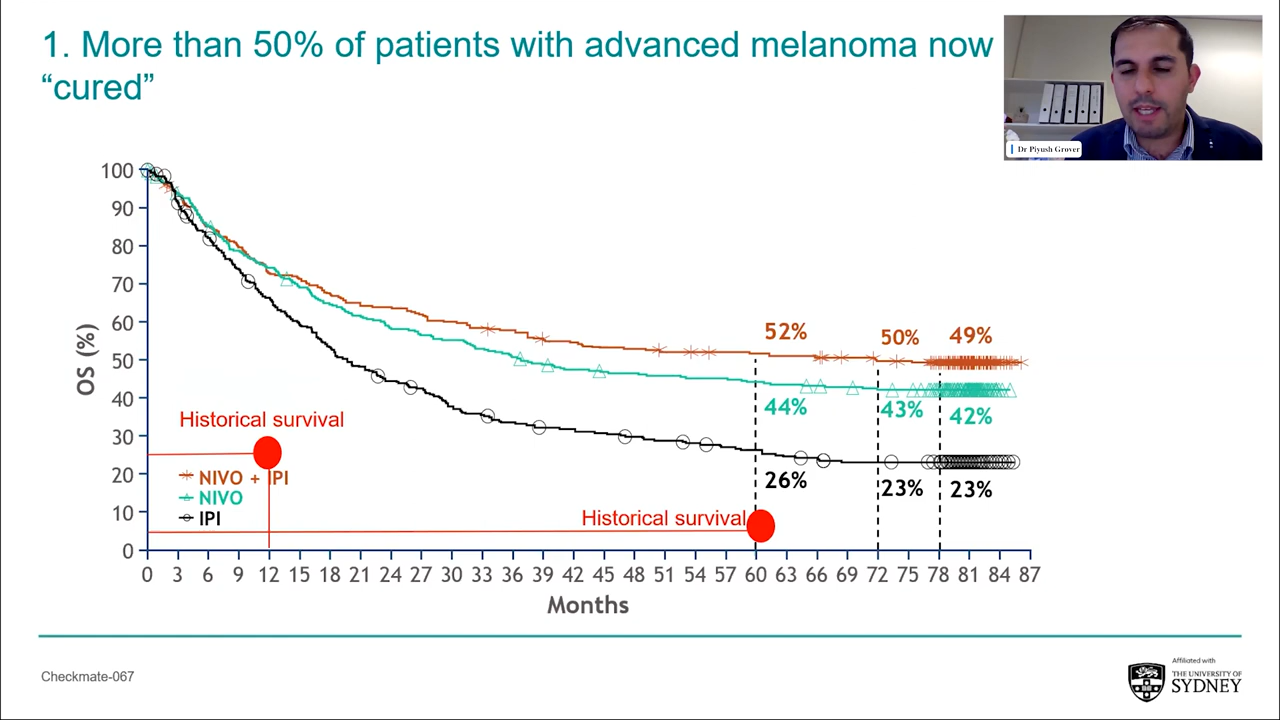 1. More than 50% of patients with advanced melanoma now
“cured”
Dr Piyush Grover
100
90
80
70
60
50
40
30
20
10
0
OS (%)
52%
50%
49%
44%
43%
42%
26%
23%
23%
Historical survival
NIVO + IPI
NIVO
IPI
Historical survival
0 3 6 9 12 15 18 21 24 27 30 33 36 39 42 45 48 51 54 57 60 63 66 69 72 75 78 81 84 87
Months
Checkmate-067
Affiliated with
THE UNIVERSITY OF
SYDNEY